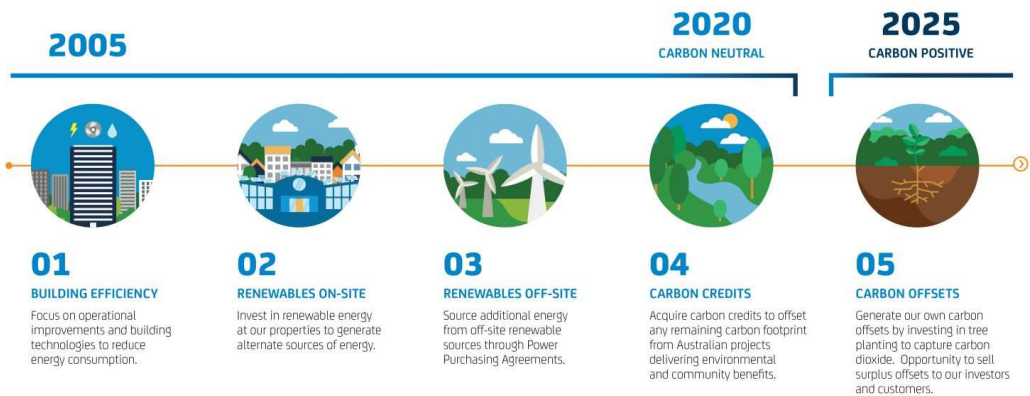 2005
2020
CARBON NEUTRAL
2025
CARBON POSITIVE
01
BUILDING EFFICIENCY
Focus on operational
improvements and building
technologies to reduce
energy consumption.
02
RENEWABLES ON-SITE
Invest in renewable energy
at our properties to generate
alternate sources of energy.
03
RENEWABLES OFF-SITE
Source additional energy
from off-site renewable
sources through Power
Purchasing Agreements.
04
CARBON CREDITS
Acquire carbon credits to offset
any remaining carbon footprint
from Australian projects
delivering environmental
and community benefits.
05
CARBON OFFSETS
Generate our own carbon
offsets by investing in tree
planting to capture carbon
dioxide. Opportunity to sell
surplus offsets to our investors
and customers.